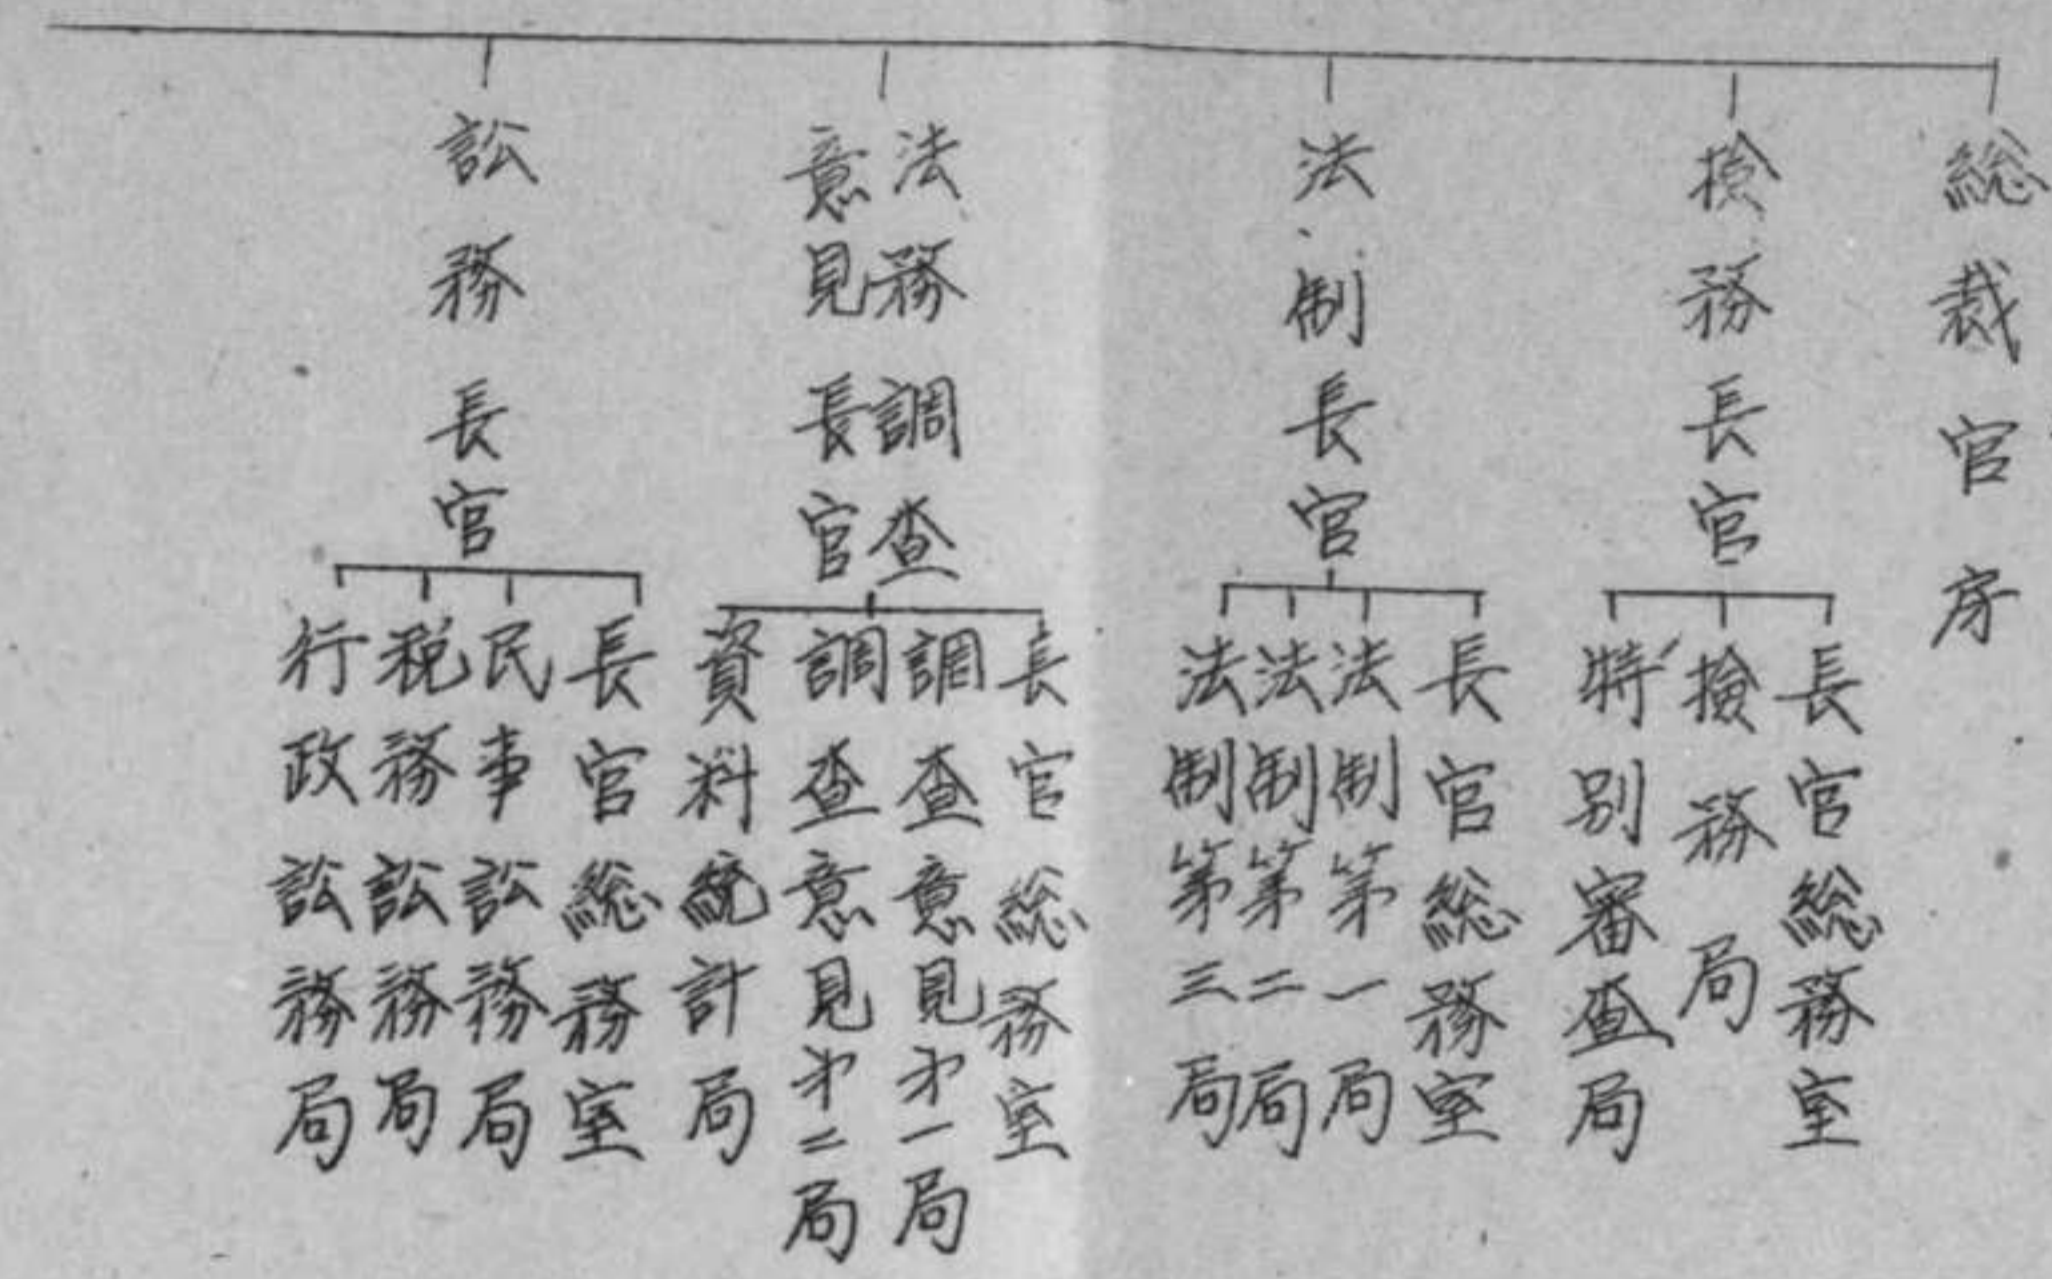 総裁官房
検務長官
長官総務室
検務局
特別審査局
法制長官
長官総務室
法制第一局
法制第二局
法制第三局
法務調査
意見長官
長官総務室
調査意見才一局
調査意見才二局
資料統計局
訟務長官
長官総務室
民事訟務局
税務訟務局
行政訟務局